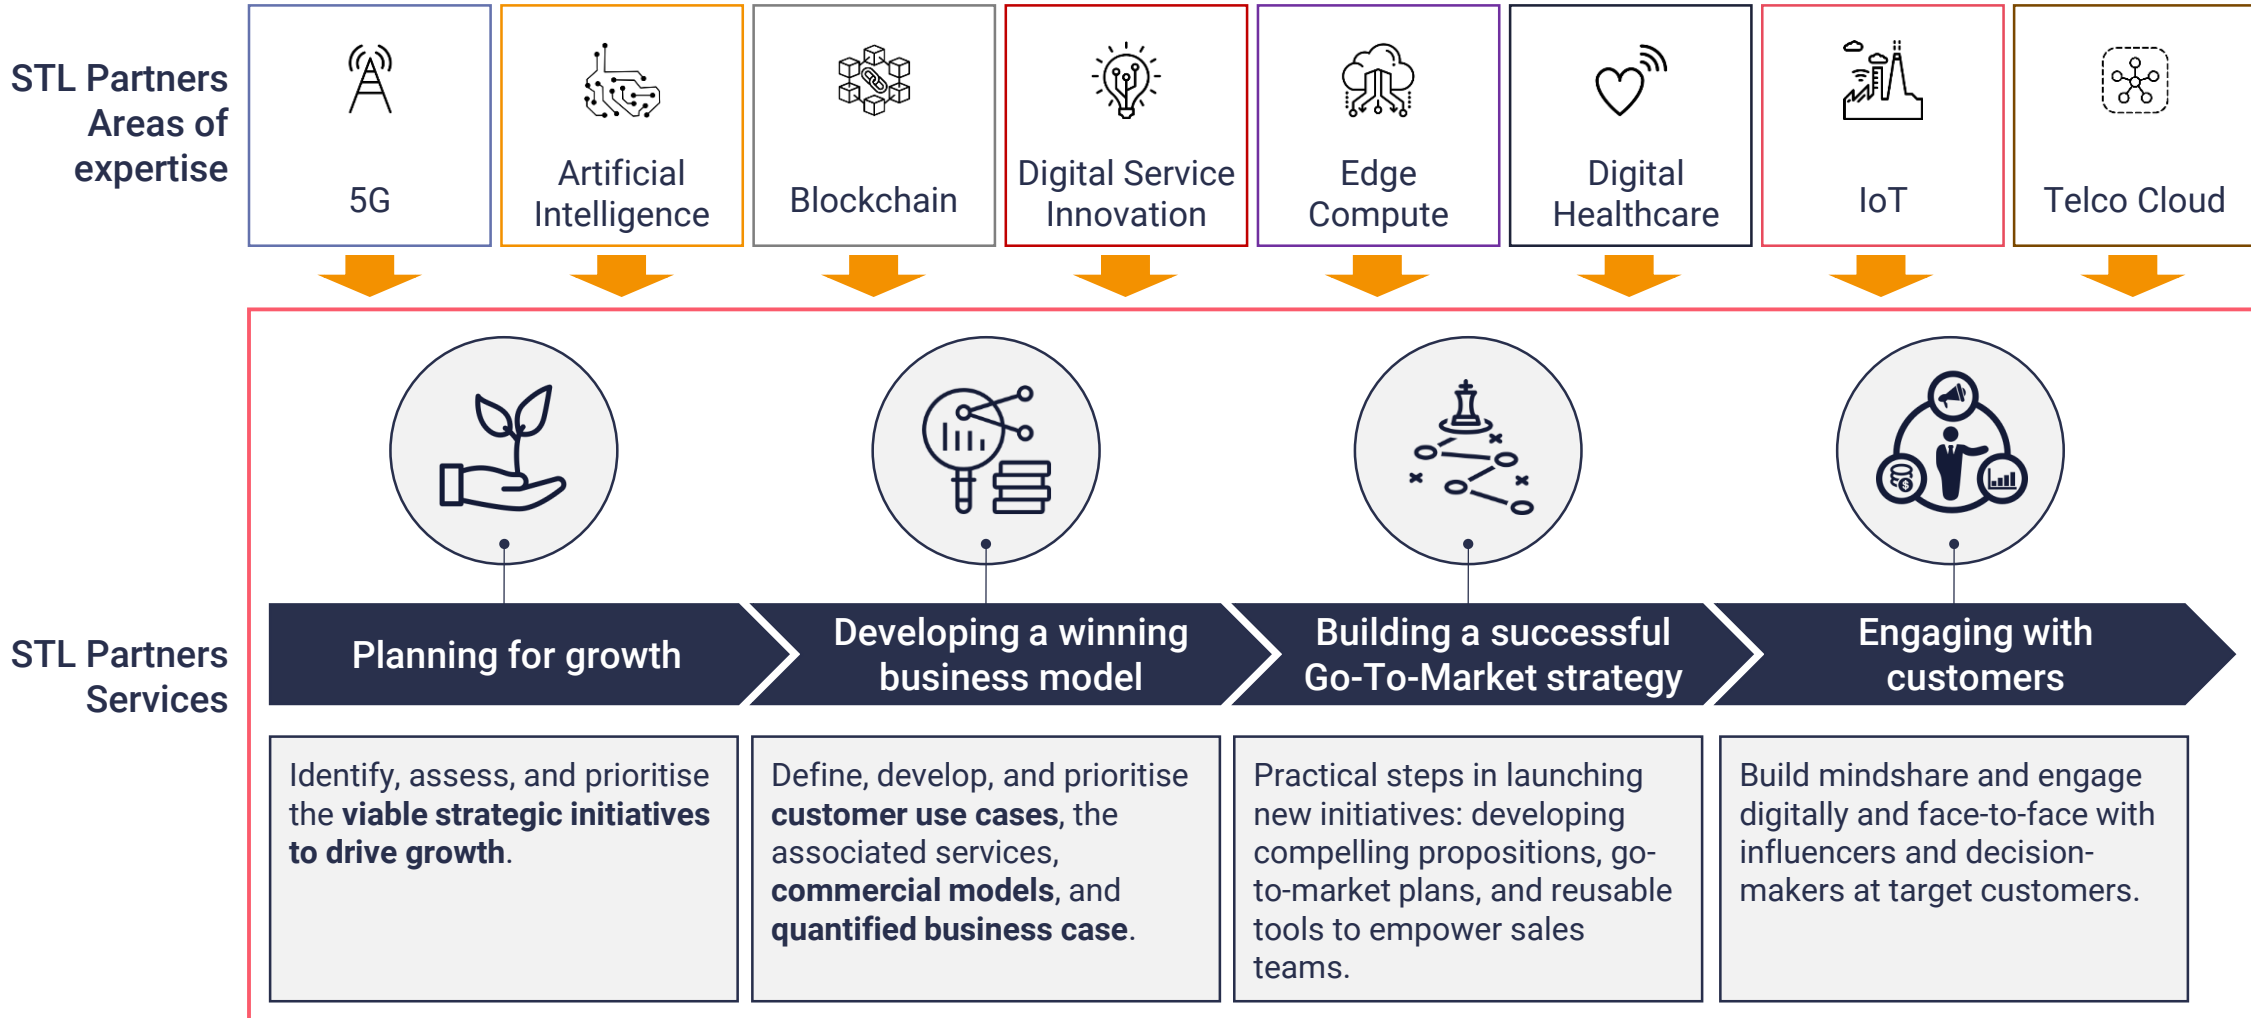 STL Partners
Areas of
expertise
5G
Artificial
Intelligence
Blockchain
Digital Service
Innovation
Edge
Compute
Digital
Healthcare
IoT
Telco Cloud
STL Partners
Services
Planning for growth
Developing a winning
business model
Building a successful
Go-To-Market strategy
Engaging with
customers
Identify, assess, and prioritise
the viable strategic initiatives
to drive growth.
Define, develop, and prioritise
customer use cases, the
associated services,
commercial models, and
quantified business case.
Practical steps in launching
new initiatives: developing
compelling propositions, go-
to-market plans, and reusable
tools to empower sales
teams.
Build mindshare and engage
digitally and face-to-face with
influencers and decision-
makers at target customers.